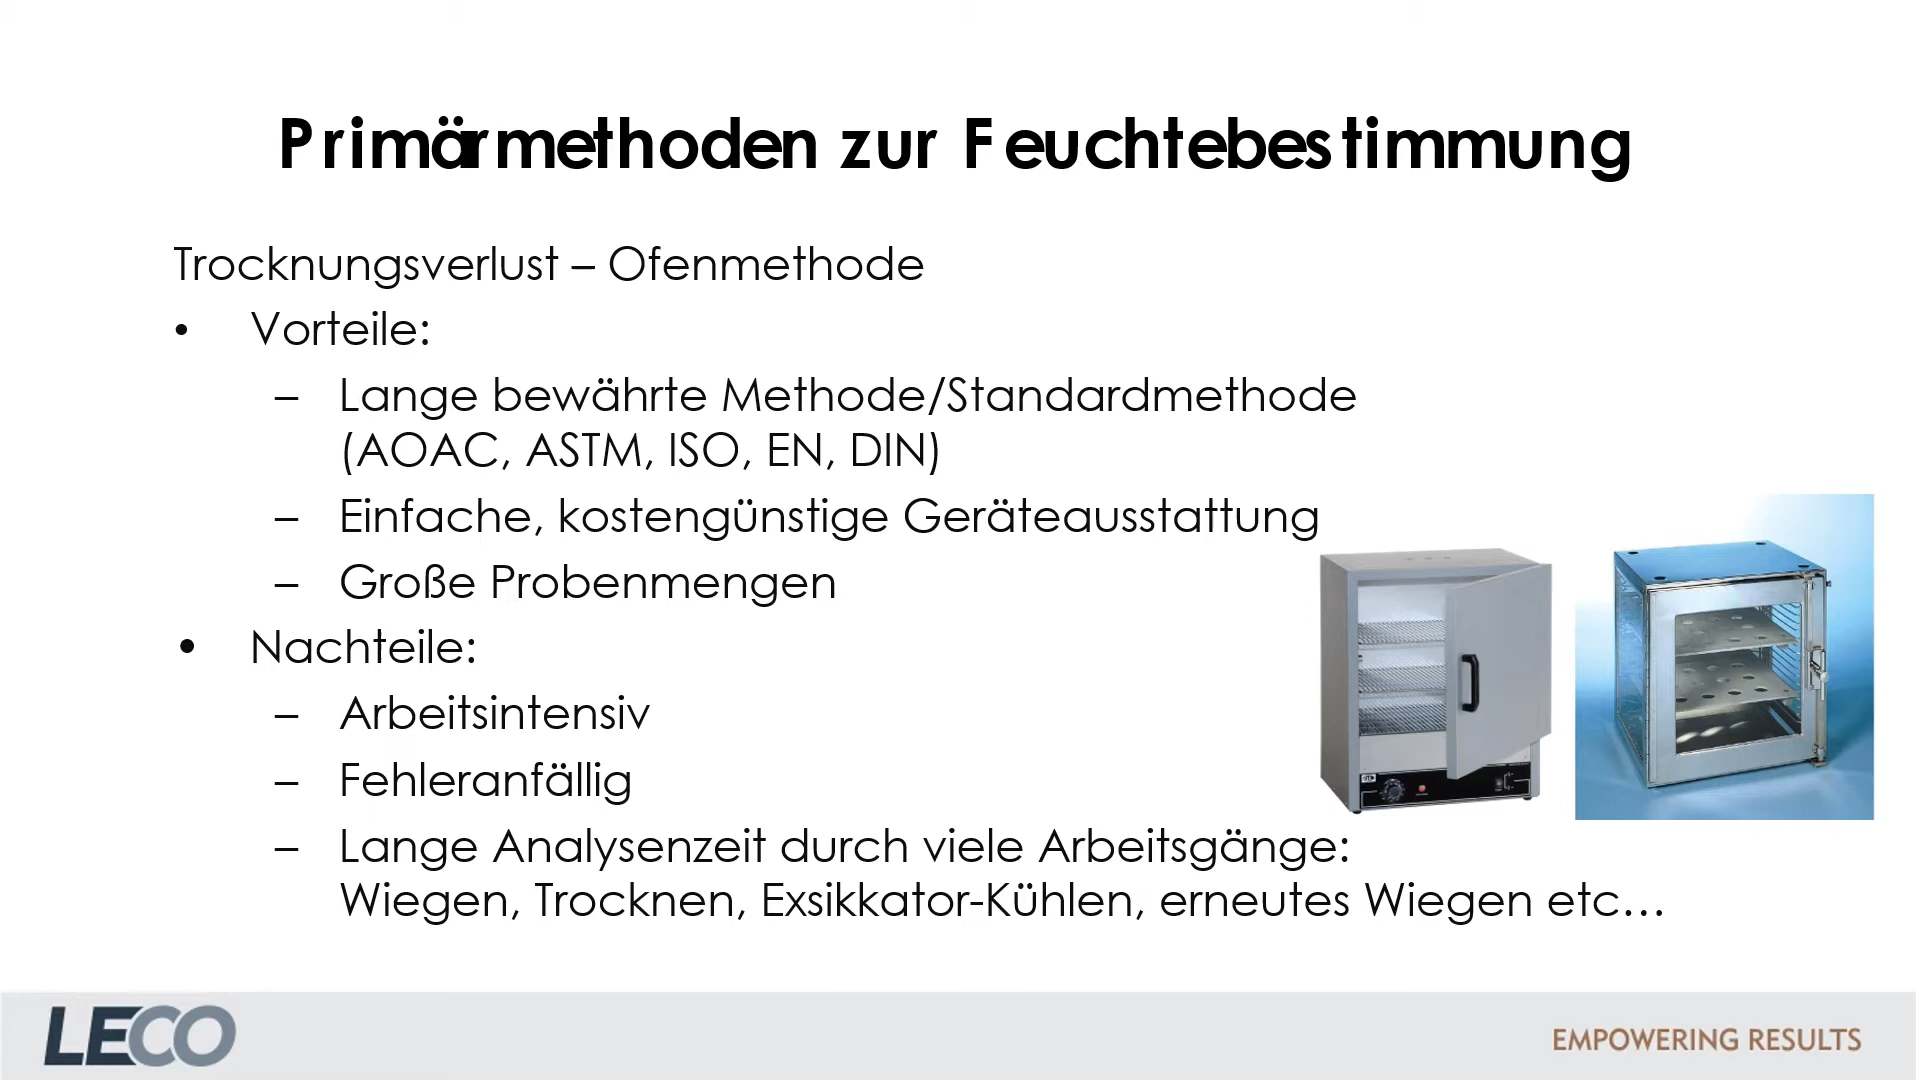 Primärmethoden zur Feuchtebestimmung
Trocknungsverlust – Ofenmethode
• Vorteile:
– Lange bewährte Methode/Standardmethode
(AOAC, ASTM, ISO, EN, DIN)
– Einfache, kostengünstige Geräteausstattung
– Große Probenmengen
• Nachteile:
– Arbeitsintensiv
– Fehleranfällig
– Lange Analysenzeit durch viele Arbeitsgänge:
Wiegen, Trocknen, Exsikkator-Kühlen, erneutes Wiegen etc…
LECO
EMPOWERING RESULTS